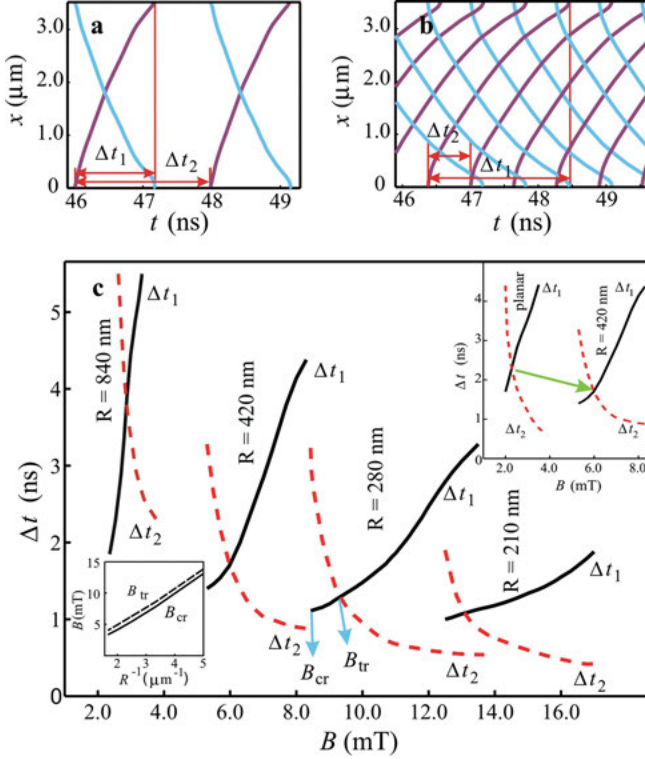 a
x (μm)
3.0
2.0
1.0
0
Δt1
Δt2
46
47
48
49
t (ns)
b
x (μm)
3.0
2.0
1.0
0
Δt2
Δt1
46
47
48
49
t (ns)
c
Δt (ns)
5
4
3
2
1
0
2.0
4.0
6.0
8.0
10.0
12.0
14.0
16.0
B (mT)
R = 840 nm
Δt1
Δt2
R = 420 nm
Δt1
Δt2
R = 280 nm
Δt1
Δt2
R = 210 nm
Δt1
Δt2
Bcr
Btr
B(mT)
15
10
5
Btr
Bcr
2
3
4
5
R⁻¹(μm⁻¹)
Δt (ns)
4
3
2
1
0
planar
Δt1
R = 420 nm
Δt1
Δt2
Δt2
2.0
4.0
6.0
8.0
B (mT)